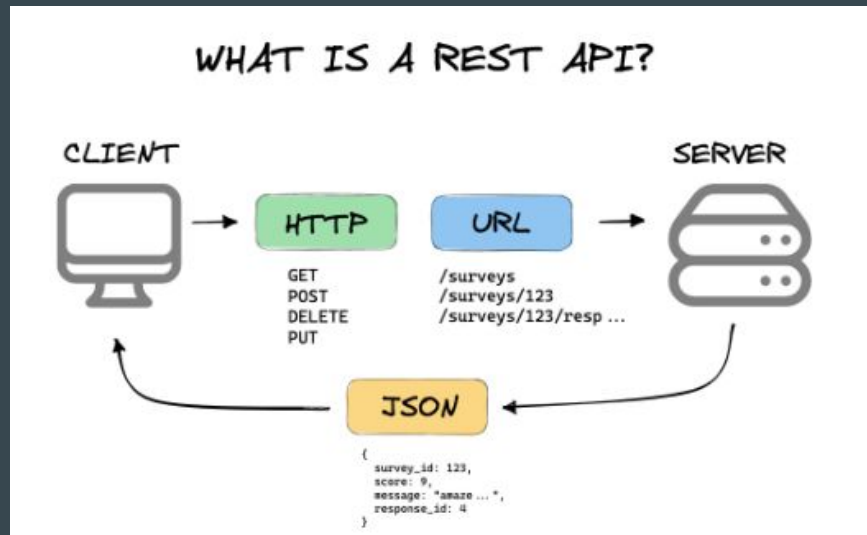 WHAT IS A REST API?
CLIENT
SERVER
HTTP
URL
GET
POST
DELETE
PUT
/surveys
/surveys/123
/surveys/123/resp ...
JSON
{
survey_id: 123,
score: 9,
message: "amaze ...",
response_id: 4
}